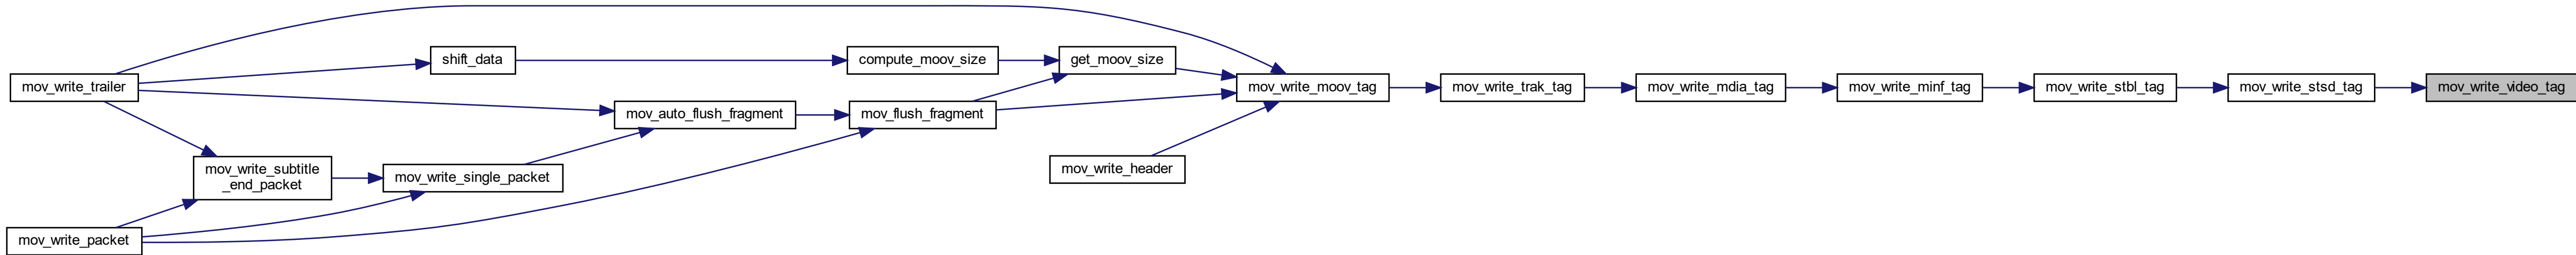 mov_write_trailer
shift_data
compute_moov_size
get_moov_size
mov_write_moov_tag
mov_write_trak_tag
mov_write_mdia_tag
mov_write_minf_tag
mov_write_stbl_tag
mov_write_stsd_tag
mov_write_video_tag
mov_auto_flush_fragment
mov_flush_fragment
mov_write_subtitle
_end_packet
mov_write_single_packet
mov_write_header
mov_write_packet